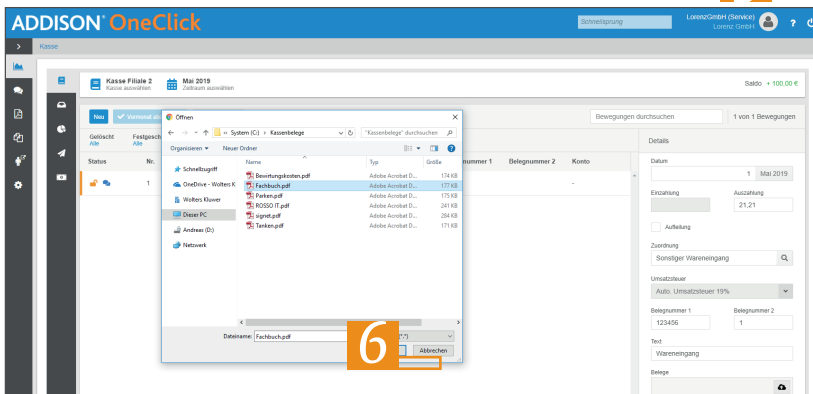 ADDISON OneClick
Schnellsprung
LorenzGmbH (Service)
Lorenz GmbH
?
Kasse
Kasse Filiale 2
Kasse auswählen
Mai 2019
Zeitraum auswählen
Saldo + 100,00 €
Neu
Vormonat
Bewegungen durchsuchen
1 von 1 Bewegungen
Gelöscht
Alle
Festgesch
Alle
Status
Nr.
nummer 1
Belegnummer 2
Konto
1
-
Öffnen
« System (C:) › Kassenbelege
"Kassenbelege" durchsuchen
Organisieren
Neuer Ordner
Name
Typ
Größe
Schnellzugriff
OneDrive - Wolters K
Wolters Kluwer
Dieser PC
Andreas (D:)
Netzwerk
Bewirtungskosten.pdf Adobe Acrobat D... 174 KB
Fachbuch.pdf Adobe Acrobat D... 177 KB
Parken.pdf Adobe Acrobat D... 175 KB
ROSSO IT.pdf Adobe Acrobat D... 241 KB
signet.pdf Adobe Acrobat D... 284 KB
Tanken.pdf Adobe Acrobat D... 171 KB
Dateiname: Fachbuch.pdf
(*.*)
Abbrechen
6
Details
Datum
1 Mai 2019
Einzahlung
Auszahlung
21,21
Aufteilung
Zuordnung
Sonstiger Wareneingang
Umsatzsteuer
Auto. Umsatzsteuer 19%
Belegnummer 1
Belegnummer 2
123456
1
Text
Wareneingang
Belege